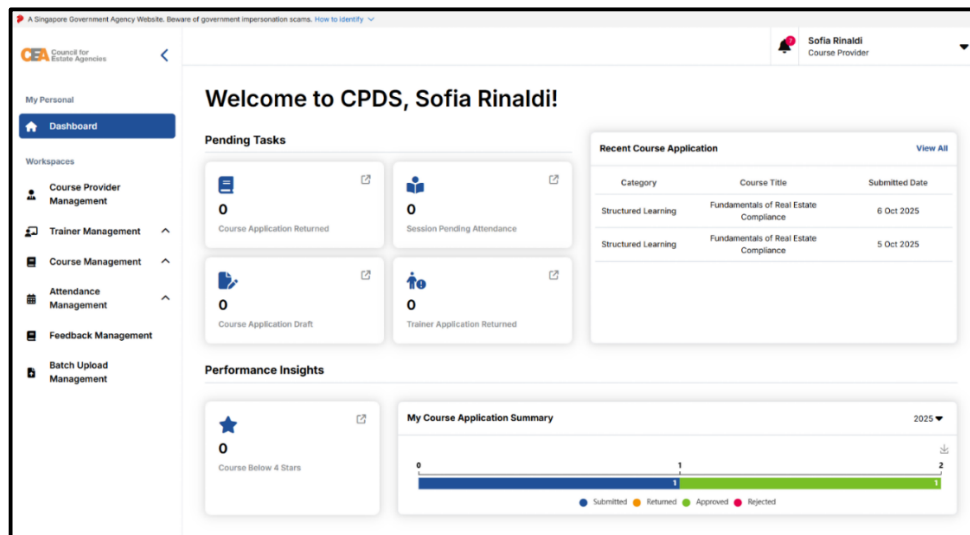 A Singapore Government Agency Website. Beware of government impersonation scams. How to identify
CEA Council for
Estate Agencies
Sofia Rinaldi
Course Provider
My Personal
Dashboard
Workspaces
Course Provider
Management
Trainer Management
Course Management
Attendance
Management
Feedback Management
Batch Upload
Management
Welcome to CPDS, Sofia Rinaldi!
Pending Tasks
0
Course Application Returned
0
Session Pending Attendance
0
Course Application Draft
0
Trainer Application Returned
Recent Course Application View All
Category Course Title Submitted Date
Structured Learning Fundamentals of Real Estate Compliance 6 Oct 2025
Structured Learning Fundamentals of Real Estate Compliance 5 Oct 2025
Performance Insights
0
Course Below 4 Stars
My Course Application Summary 2025
0 1 2
1 1
Submitted Returned Approved Rejected